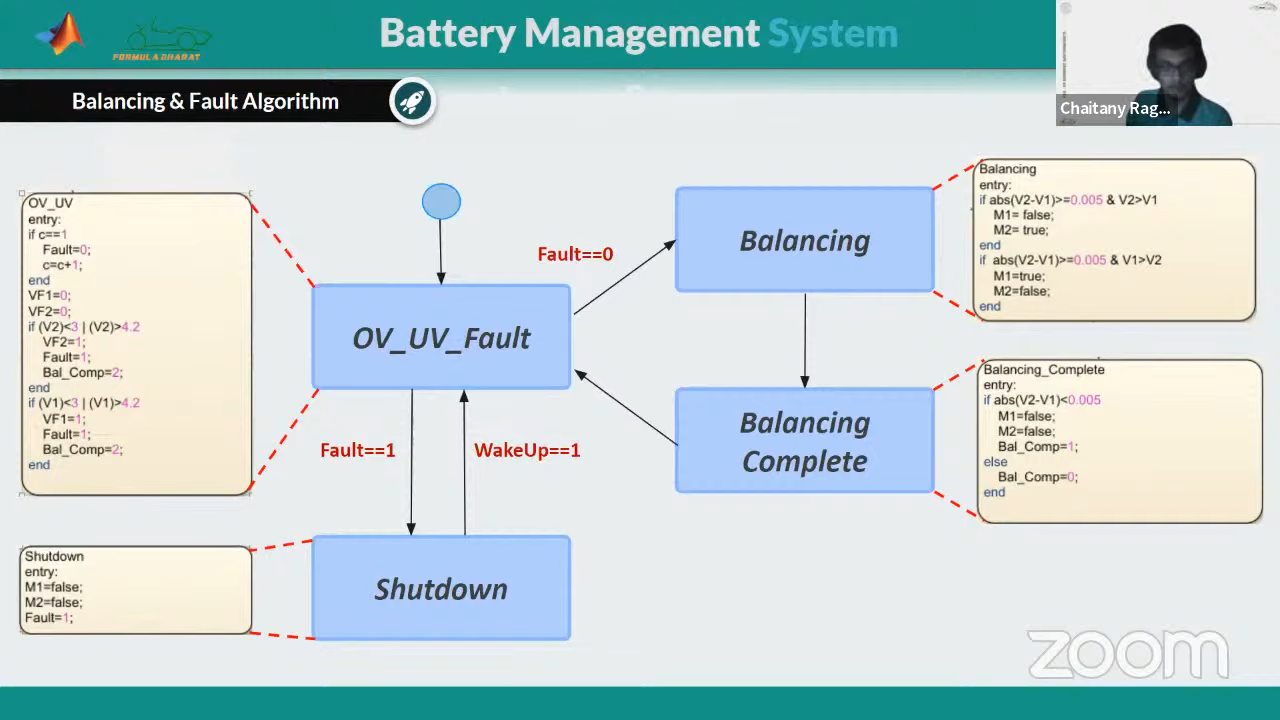 Battery Management System
FORMULA BHARAT
Chaitany Rag...
Balancing & Fault Algorithm
OV_UV
entry:
if c==1
Fault=0;
c=c+1;
end
VF1=0;
VF2=0;
if (V2)<3 | (V2)>4.2
VF2=1;
Fault=1;
Bal_Comp=2;
end
if (V1)<3 | (V1)>4.2
VF1=1;
Fault=1;
Bal_Comp=2;
end
OV_UV_Fault
Fault==0
Balancing
Balancing
entry:
if abs(V2-V1)>=0.005 & V2>V1
M1= false;
M2= true;
end
if abs(V2-V1)>=0.005 & V1>V2
M1=true;
M2=false;
end
Balancing
Complete
Balancing_Complete
entry:
if abs(V2-V1)<0.005
M1=false;
M2=false;
Bal_Comp=1;
else
Bal_Comp=0;
end
Fault==1
WakeUp==1
Shutdown
entry:
M1=false;
M2=false;
Fault=1;
Shutdown
zoom